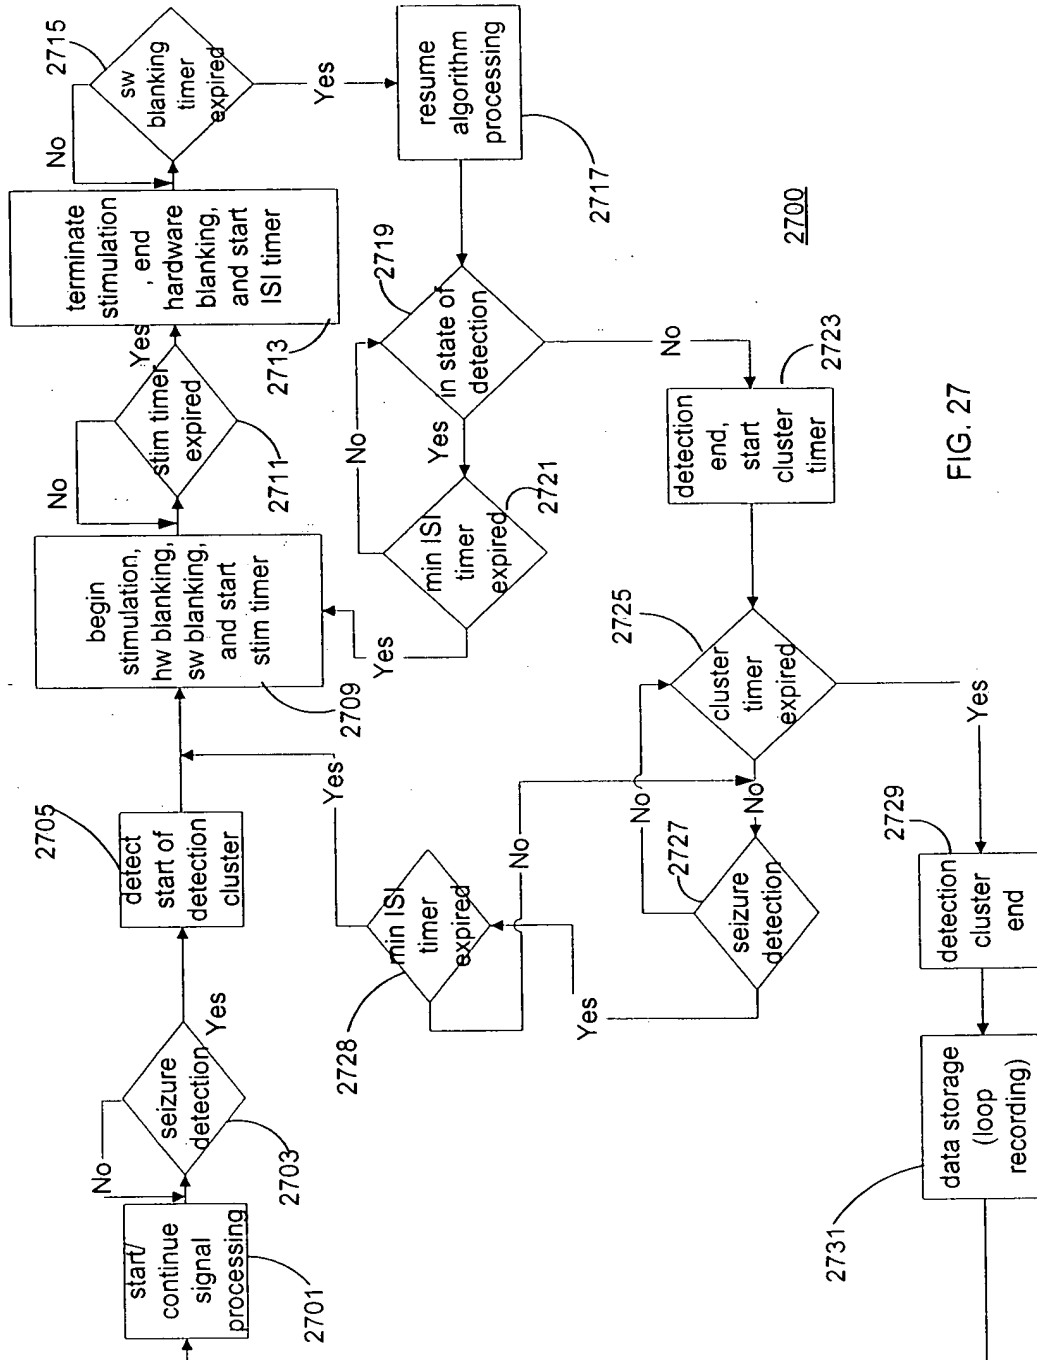 start/
continue
signal
processing
2701
No
seizure
detection
2703
Yes
detect
start of
detection
cluster
2705
begin
stimulation,
hw blanking,
sw blanking,
and start
stim timer
2709
No
stim timer
expired
2711
Yes
terminate
stimulation
, end
hardware
blanking,
and start
ISI timer
2713
No
sw
blanking
timer
expired
2715
Yes
resume
algorithm
processing
2717
in state of
detection
2719
Yes
No
min ISI
timer
expired
2721
No
Yes
detection
end,
start
cluster
timer
2723
cluster
timer
expired
2725
No
Yes
seizure
detection
2727
No
Yes
min ISI
timer
expired
2728
No
Yes
detection
cluster
end
2729
data storage
(loop
recording)
2731
2700
FIG. 27